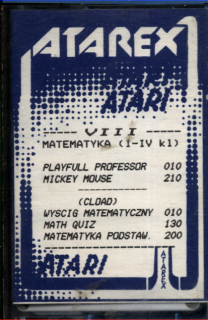 ATAREX
ATARI
ATARI
----- VIII -----
MATEMATYKA (I-IV kl)
PLAYFULL PROFESSOR 010
MICKEY MOUSE 210
(CLOAD)
WYSCIG MATEMATYCZNY 010
MATH QUIZ 130
MATEMATYKA PODSTAW. 200
ATARI
ATAREX